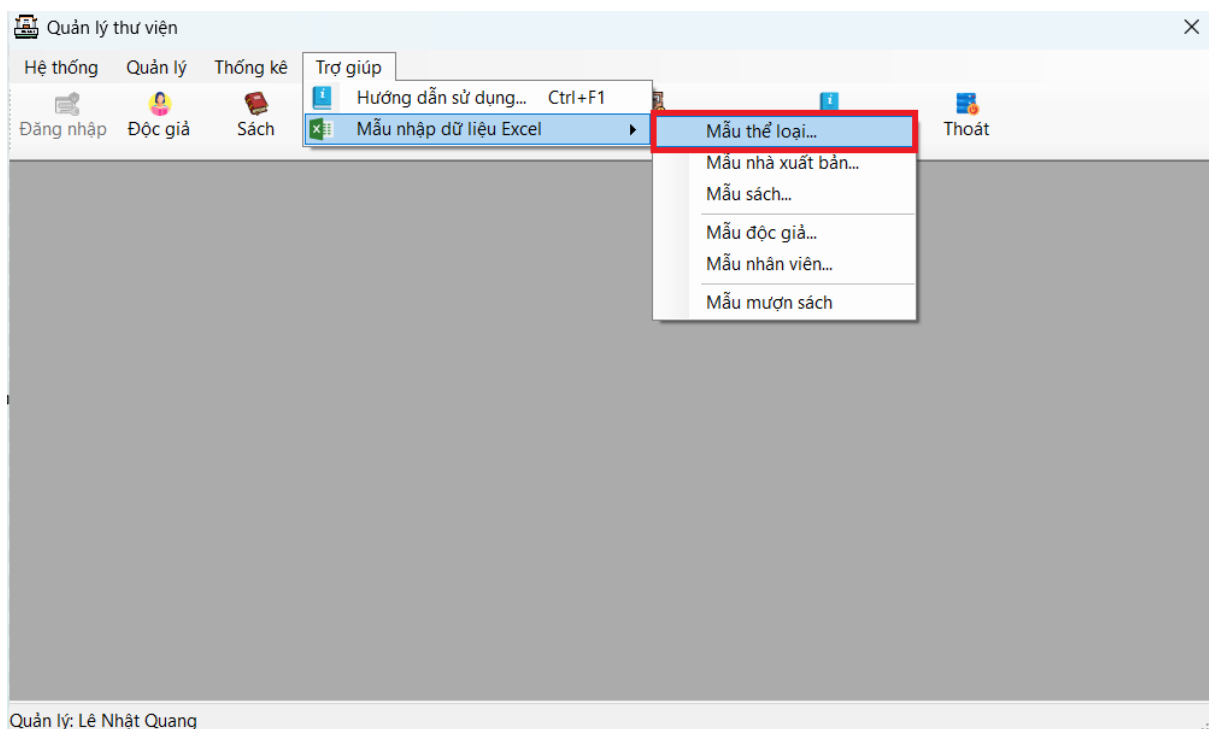 Quản lý thư viện
Hệ thống Quản lý Thống kê Trợ giúp
Hướng dẫn sử dụng... Ctrl+F1
Mẫu nhập dữ liệu Excel
Đăng nhập Độc giả Sách Thoát
Mẫu thể loại...
Mẫu nhà xuất bản...
Mẫu sách...
Mẫu độc giả...
Mẫu nhân viên...
Mẫu mượn sách
Quản lý: Lê Nhật Quang